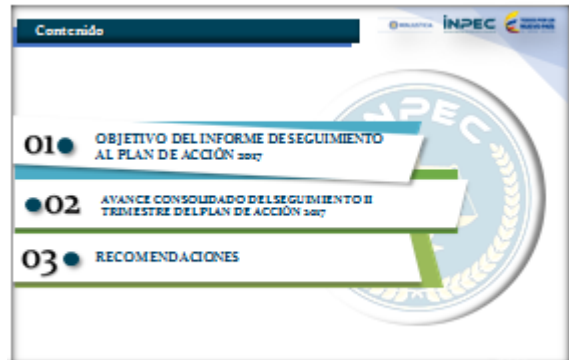 Contenido
INPEC
01 OBJETIVO DEL INFORME DE SEGUIMIENTO
AL PLAN DE ACCIÓN 2017
02 AVANCE CONSOLIDADO DEL SEGUIMIENTO II
TRIMESTRE DEL PLAN DE ACCIÓN 2017
03 RECOMENDACIONES
INPEC